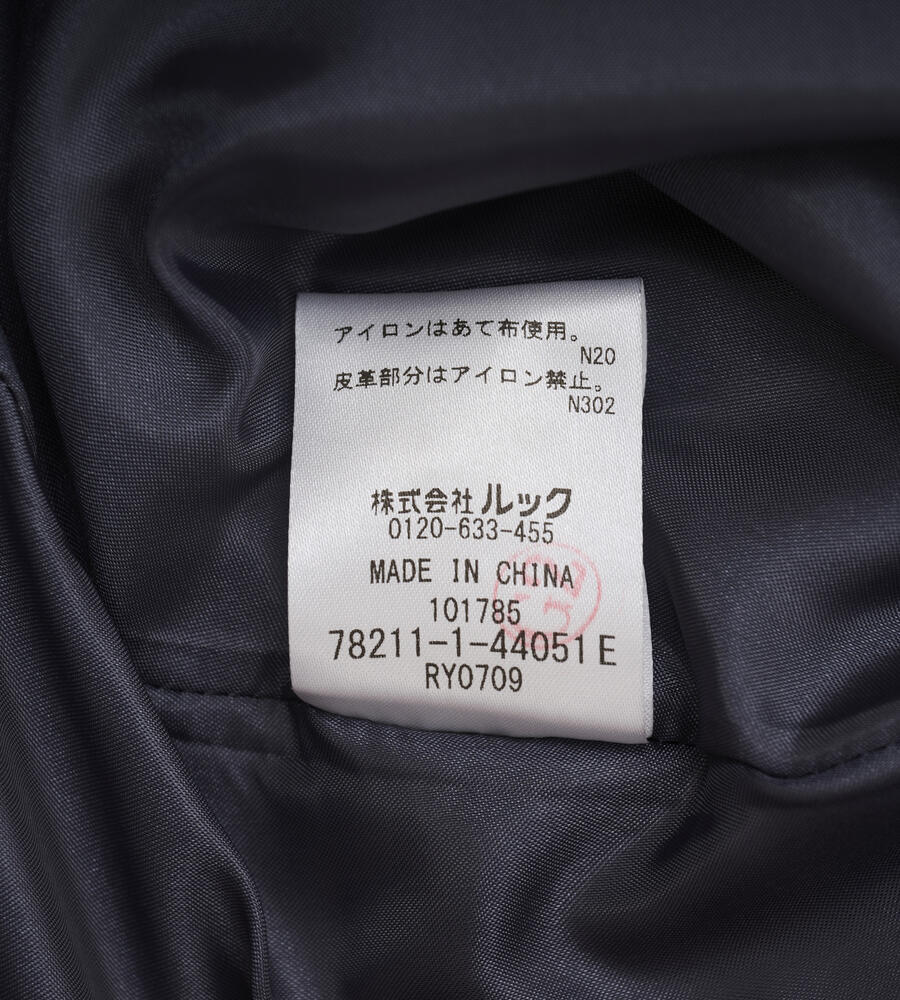 アイロンはあて布使用。
N20
皮革部分はアイロン禁止。
N302
株式会社ルック
0120-633-455
MADE IN CHINA
101785
78211-1-44051E
RY0709